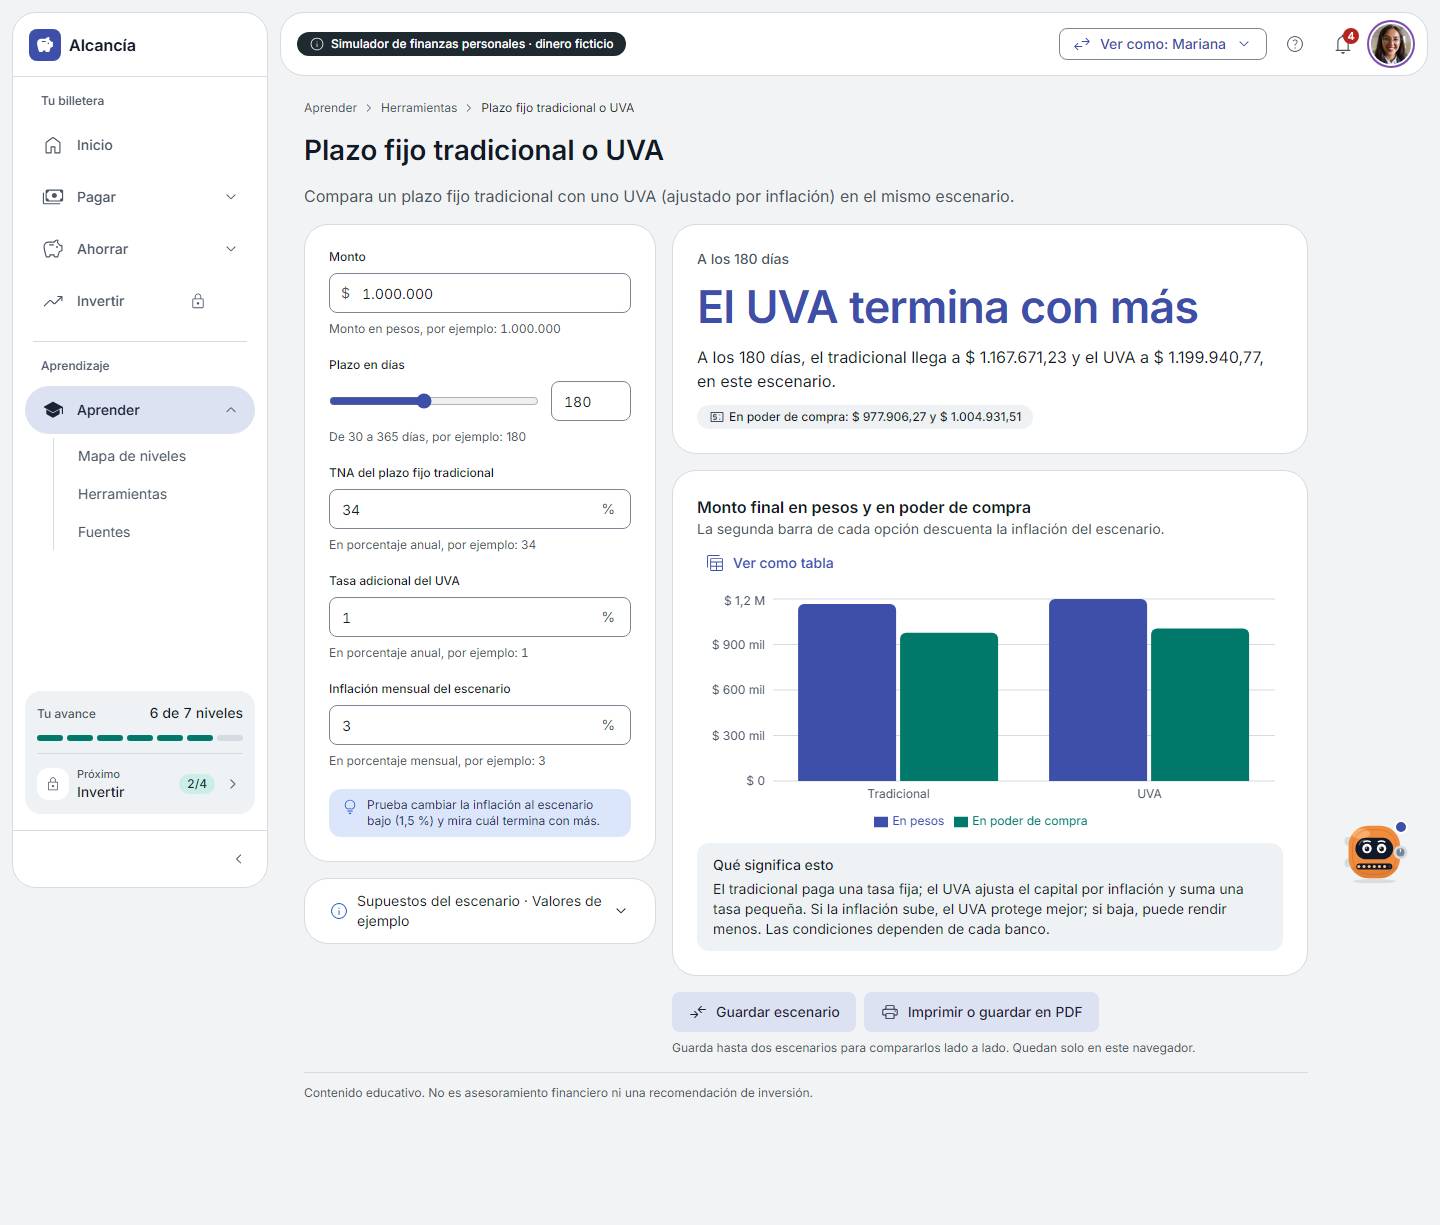 Alcancía
Simulador de finanzas personales · dinero ficticio
Ver como: Mariana
4
Tu billetera
Inicio
Pagar
Ahorrar
Invertir
Aprendizaje
Aprender
Mapa de niveles
Herramientas
Fuentes
Tu avance
6 de 7 niveles
Próximo
Invertir
2/4
Aprender
Herramientas
Plazo fijo tradicional o UVA
Plazo fijo tradicional o UVA
Compara un plazo fijo tradicional con uno UVA (ajustado por inflación) en el mismo escenario.
Monto
$ 1.000.000
Monto en pesos, por ejemplo: 1.000.000
Plazo en días
180
De 30 a 365 días, por ejemplo: 180
TNA del plazo fijo tradicional
34 %
En porcentaje anual, por ejemplo: 34
Tasa adicional del UVA
1 %
En porcentaje anual, por ejemplo: 1
Inflación mensual del escenario
3 %
En porcentaje mensual, por ejemplo: 3
Prueba cambiar la inflación al escenario
bajo (1,5 %) y mira cuál termina con más.
Supuestos del escenario · Valores de
ejemplo
A los 180 días
El UVA termina con más
A los 180 días, el tradicional llega a $ 1.167.671,23 y el UVA a $ 1.199.940,77,
en este escenario.
En poder de compra: $ 977.906,27 y $ 1.004.931,51
Monto final en pesos y en poder de compra
La segunda barra de cada opción descuenta la inflación del escenario.
Ver como tabla
$ 1,2 M
$ 900 mil
$ 600 mil
$ 300 mil
$ 0
Tradicional
UVA
En pesos
En poder de compra
Qué significa esto
El tradicional paga una tasa fija; el UVA ajusta el capital por inflación y suma una
tasa pequeña. Si la inflación sube, el UVA protege mejor; si baja, puede rendir
menos. Las condiciones dependen de cada banco.
Guardar escenario
Imprimir o guardar en PDF
Guarda hasta dos escenarios para compararlos lado a lado. Quedan solo en este navegador.
Contenido educativo. No es asesoramiento financiero ni una recomendación de inversión.